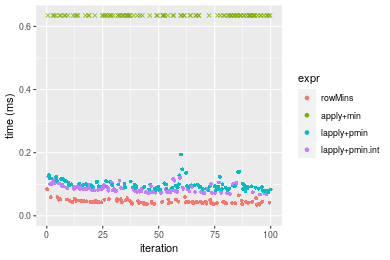 0.6
0.4
0.2
0.0
time (ms)
0
25
50
75
100
iteration
expr
rowMins
apply+min
lapply+pmin
lapply+pmin.int